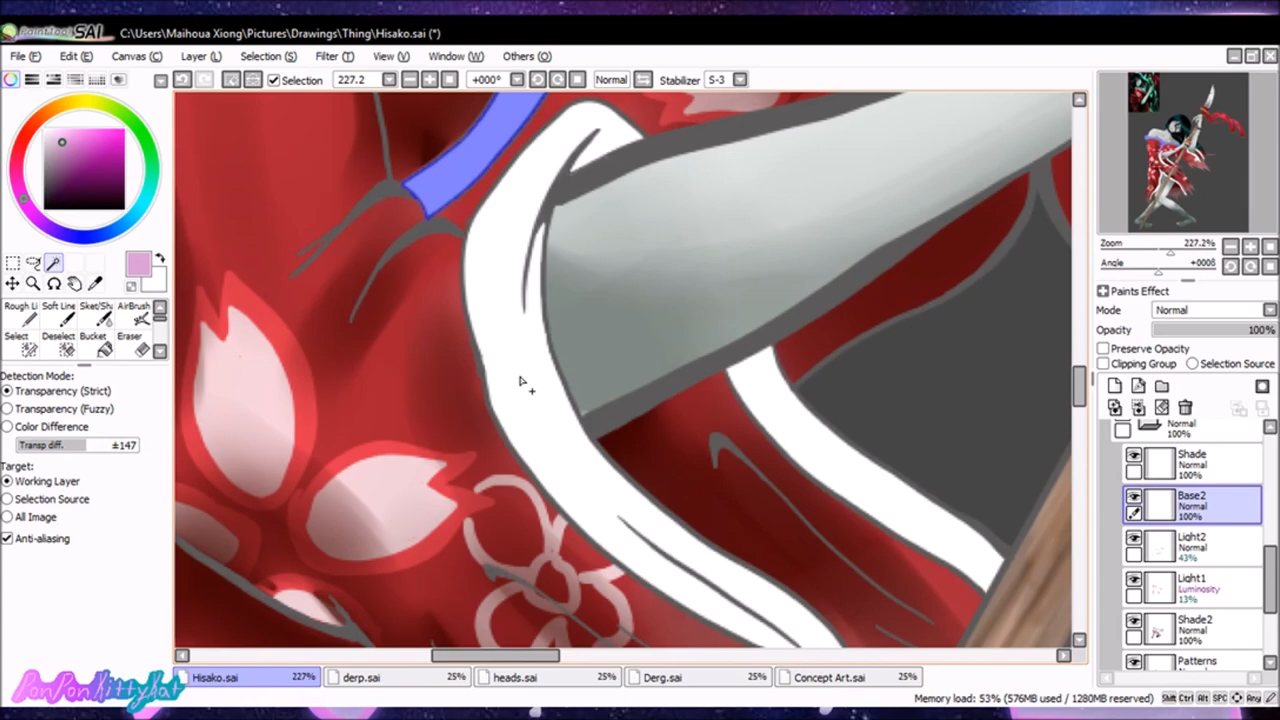 PaintTool SAI C:\Users\Maihoua Xiong\Pictures\Drawings\Thing\Hisako.sai (*)
File (F) Edit (E) Canvas (C) Layer (L) Selection (S) Filter (T) View (V) Window (W) Others (O)
Selection 227.2 +000° Normal Stabilizer S-3
Zoom 227.2%
Angle +000§
Paints Effect
Mode Normal
Opacity 100%
Preserve Opacity
Clipping Group Selection Source
Rough Li Soft Line Sket/Sha AirBrush
Select Deselect Bucket Eraser
Detection Mode:
Transparency (Strict)
Transparency (Fuzzy)
Color Difference
Transp diff. ±147
Target:
Working Layer
Selection Source
All Image
Anti-aliasing
Normal
100%
Shade
Normal
100%
Base2
Normal
100%
Light2
Normal
43%
Light1
Luminosity
13%
Shade2
Normal
100%
Patterns
Normal
PonPonKittykat
Hisako.sai 227% derp.sai 25% heads.sai 25% Derg.sai 25% Concept Art.sai 25%
Memory load: 53% (576MB used / 1280MB reserved) Shft Ctrl Alt SPC Any